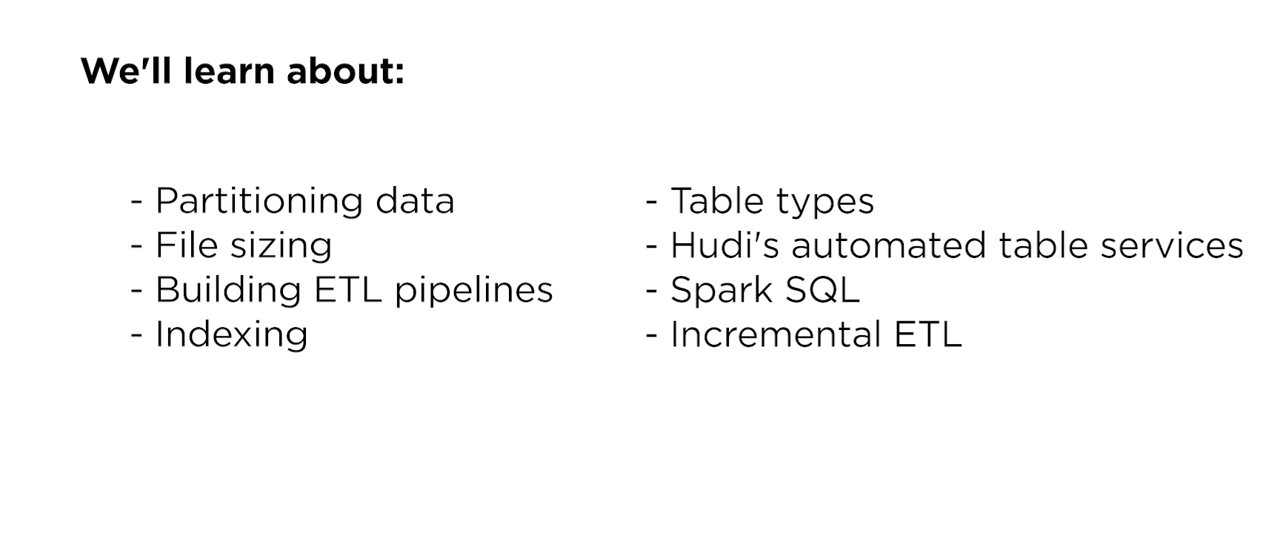 We'll learn about:
- Partitioning data
- File sizing
- Building ETL pipelines
- Indexing
- Table types
- Hudi's automated table services
- Spark SQL
- Incremental ETL